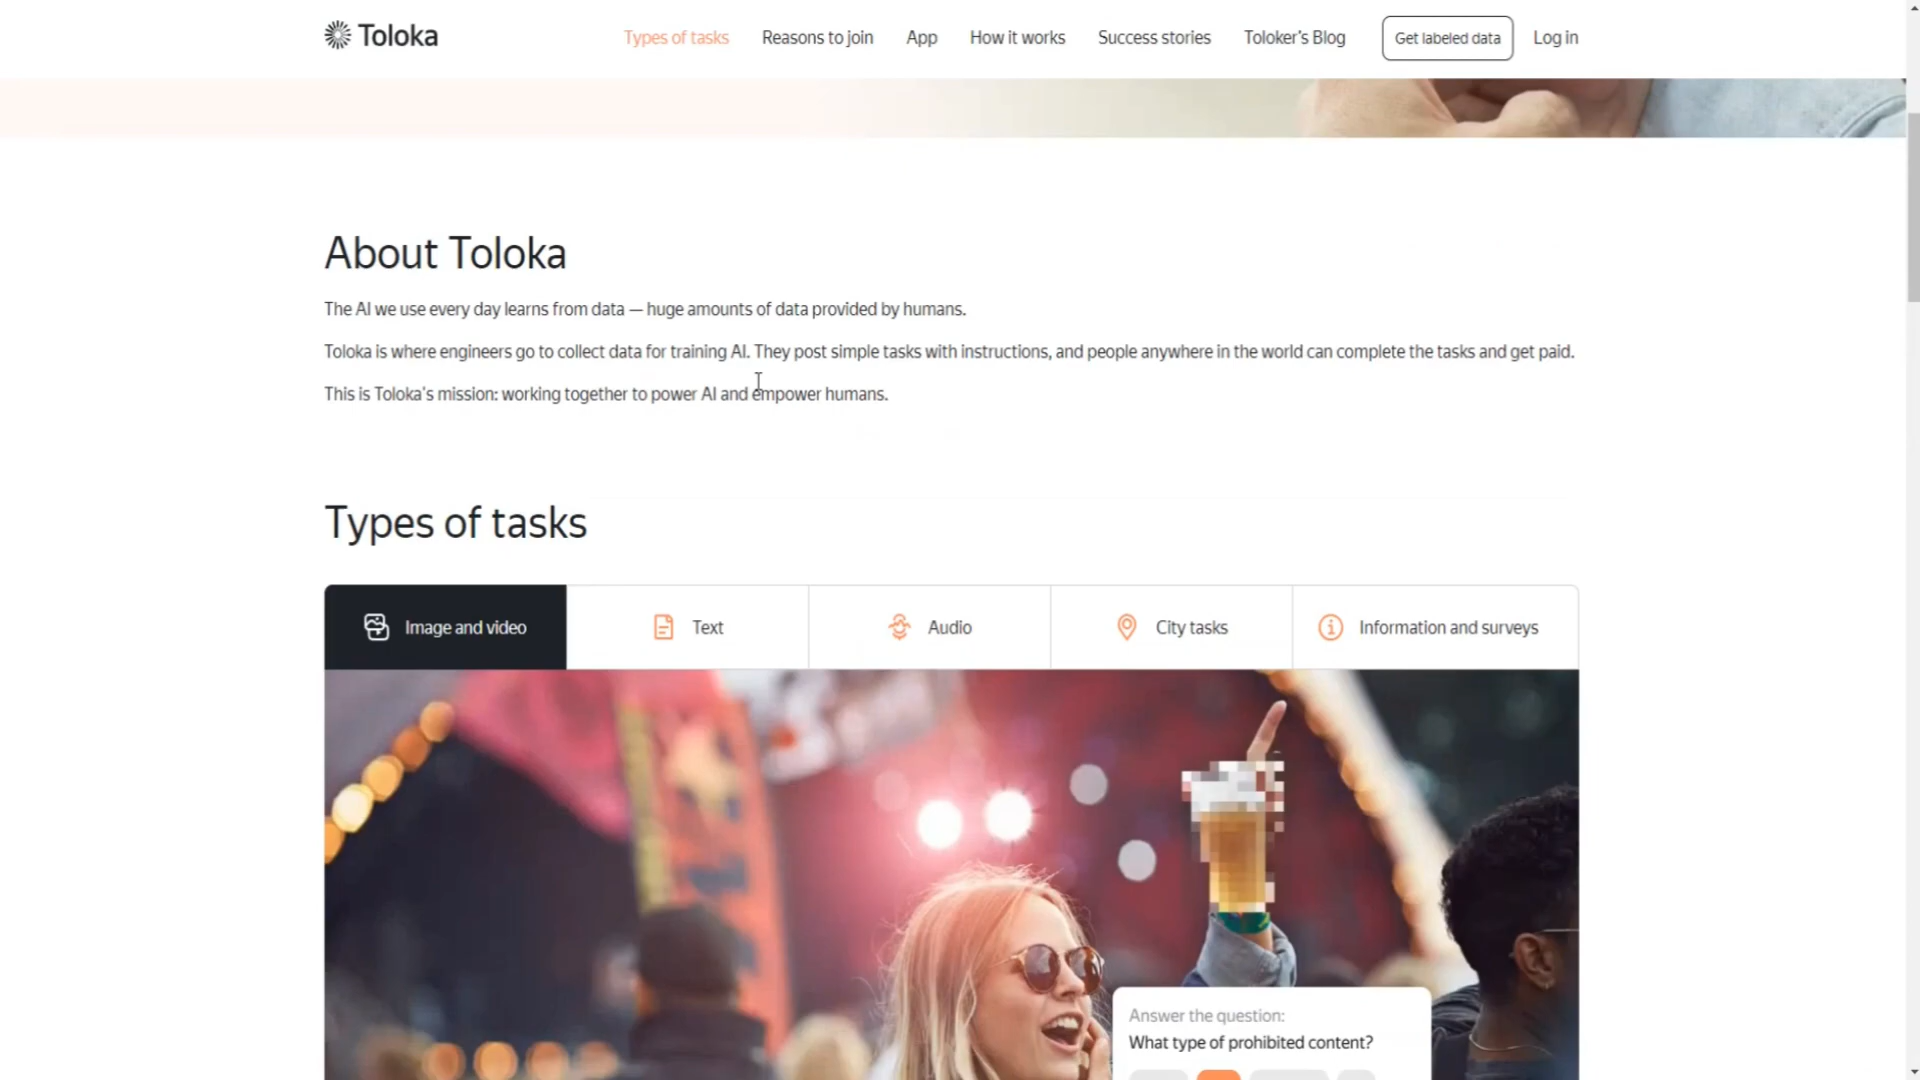 Toloka
Types of tasks
Reasons to join
App
How it works
Success stories
Toloker's Blog
Get labeled data
Log in
About Toloka
The AI we use every day learns from data — huge amounts of data provided by humans.
Toloka is where engineers go to collect data for training AI. They post simple tasks with instructions, and people anywhere in the world can complete the tasks and get paid.
This is Toloka's mission: working together to power AI and empower humans.
Types of tasks
Image and video
Text
Audio
City tasks
Information and surveys
Answer the question:
What type of prohibited content?